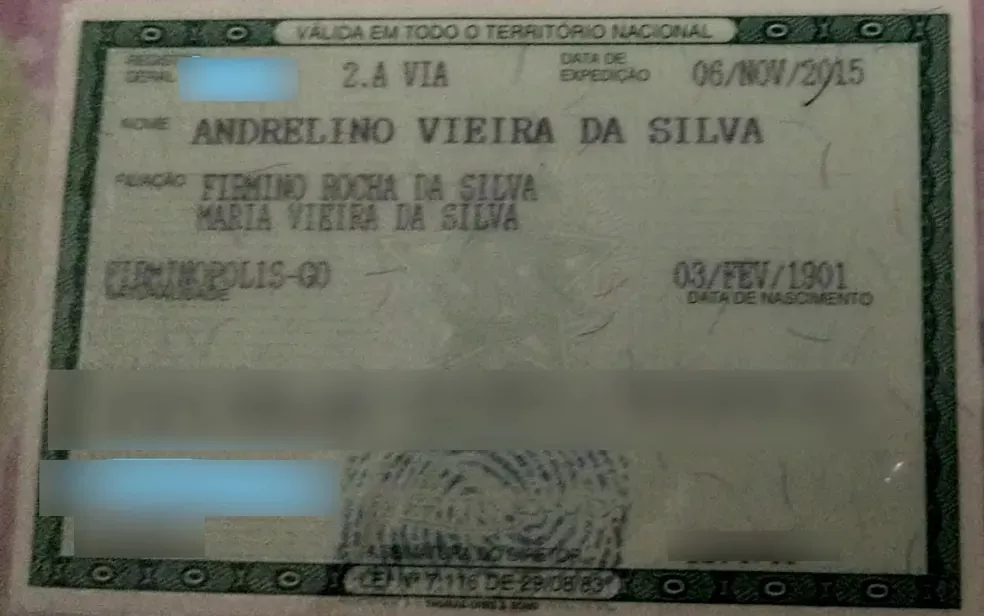 VÁLIDA EM TODO O TERRITÓRIO NACIONAL
REGISTRO GERAL 2.A VIA DATA DE EXPEDIÇÃO 06/NOV/2015
NOME ANDRELINO VIEIRA DA SILVA
FILIAÇÃO FIRMINO ROCHA DA SILVA
MARIA VIEIRA DA SILVA
FIRMINOPOLIS-GO 03/FEV/1901
NATURALIDADE DATA DE NASCIMENTO
ASSINATURA DO DIRETOR
LEI Nº 7.116 DE 29/08/83